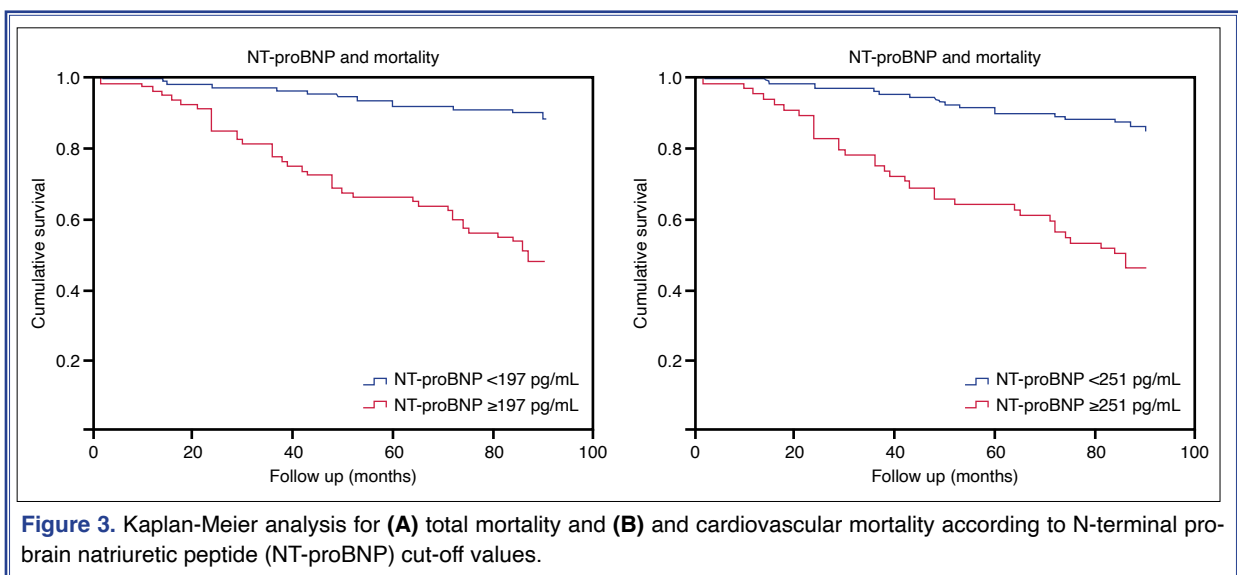 NT-proBNP and mortality
1.0
0.8
0.6
0.4
0.2
Cumulative survival
NT-proBNP <197 pg/mL
NT-proBNP ≥197 pg/mL
0 20 40 60 80 100
Follow up (months)
NT-proBNP and mortality
1.0
0.8
0.6
0.4
0.2
Cumulative survival
NT-proBNP <251 pg/mL
NT-proBNP ≥251 pg/mL
0 20 40 60 80 100
Follow up (months)
Figure 3. Kaplan-Meier analysis for (A) total mortality and (B) and cardiovascular mortality according to N-terminal pro-
brain natriuretic peptide (NT-proBNP) cut-off values.